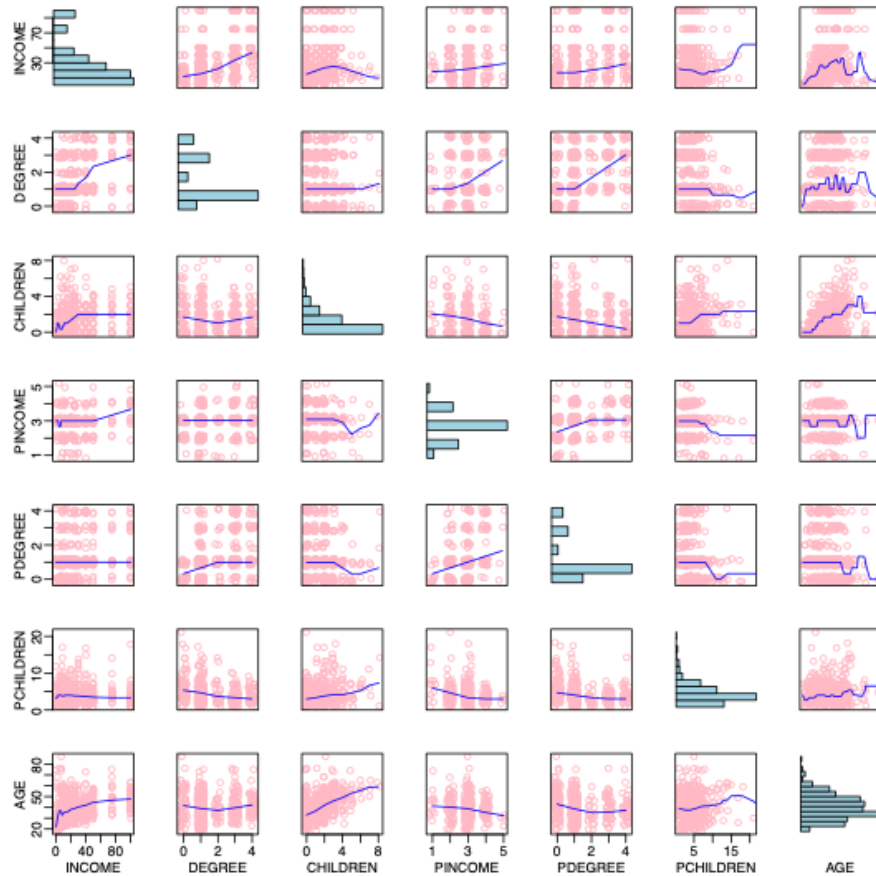 INCOME
30 70
DEGREE
0 2 4
CHILDREN
0 4 8
PINCOME
1 3 5
PDEGREE
0 2 4
PCHILDREN
0 10 20
AGE
20 50 80
0 40 80 0 2 4 0 4 8 1 3 5 0 2 4 5 15
INCOME DEGREE CHILDREN PINCOME PDEGREE PCHILDREN AGE